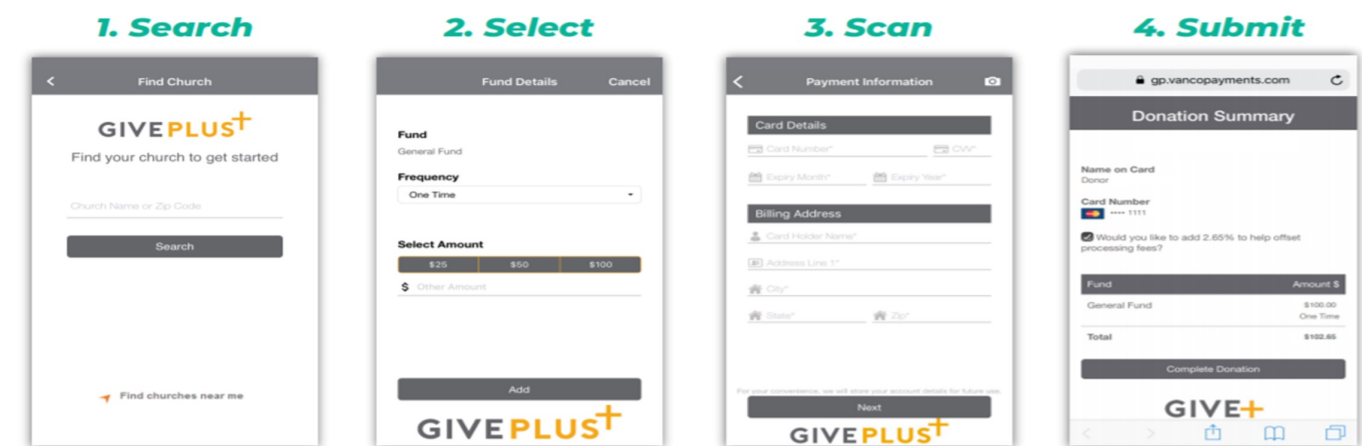 1. Search
Find Church
GIVEPLUS+
Find your church to get started
Church Name or Zip Code
Search
Find churches near me
2. Select
Fund Details Cancel
Fund
General Fund
Frequency
One Time
Select Amount
$25 $50 $100
$ Other Amount
Add
GIVEPLUS+
3. Scan
Payment Information
Card Details
Card Number* CVV*
Expiry Month* Expiry Year*
Billing Address
Card Holder Name*
Address Line 1*
City*
State* Zip*
For your convenience, we will store your account details for future use.
Next
GIVEPLUS+
4. Submit
gp.vancopayments.com
Donation Summary
Name on Card
Donor
Card Number
•••• 1111
Would you like to add 2.65% to help offset
processing fees?
Fund Amount $
General Fund $100.00
One Time
Total $102.65
Complete Donation
GIVE+